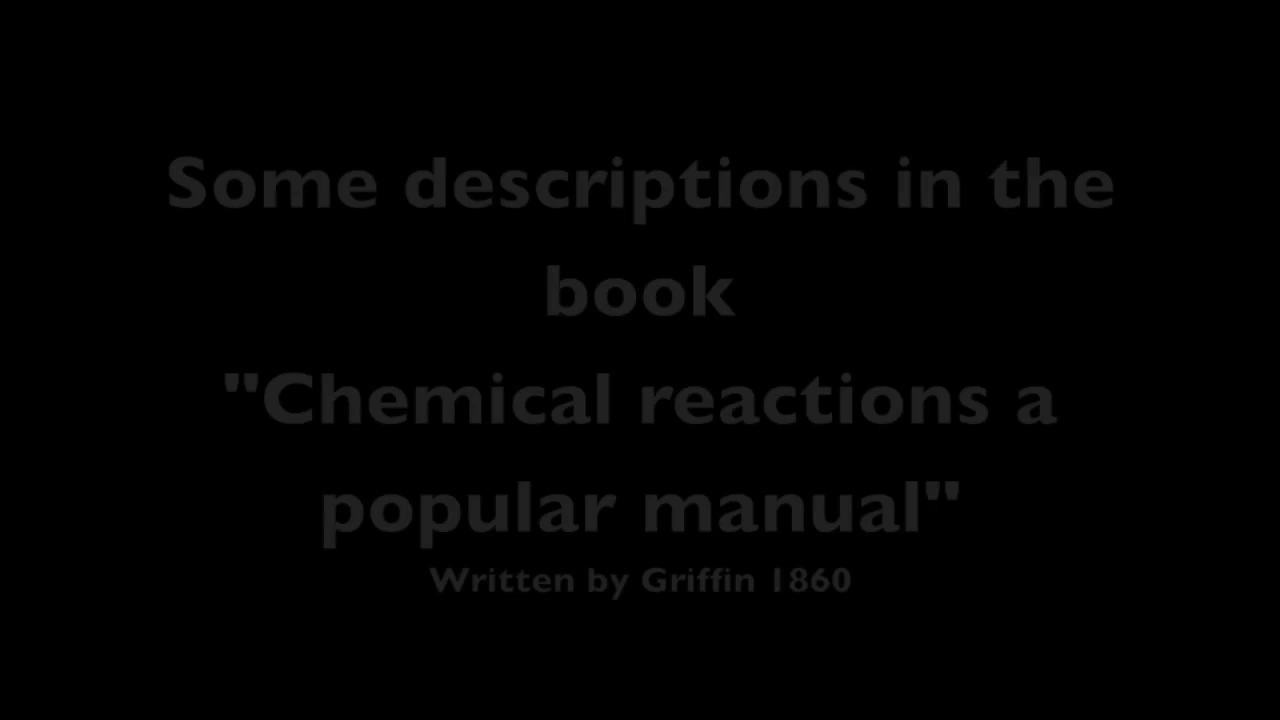 Some descriptions in the
book
"Chemical reactions a
popular manual"
Written by Griffin 1860